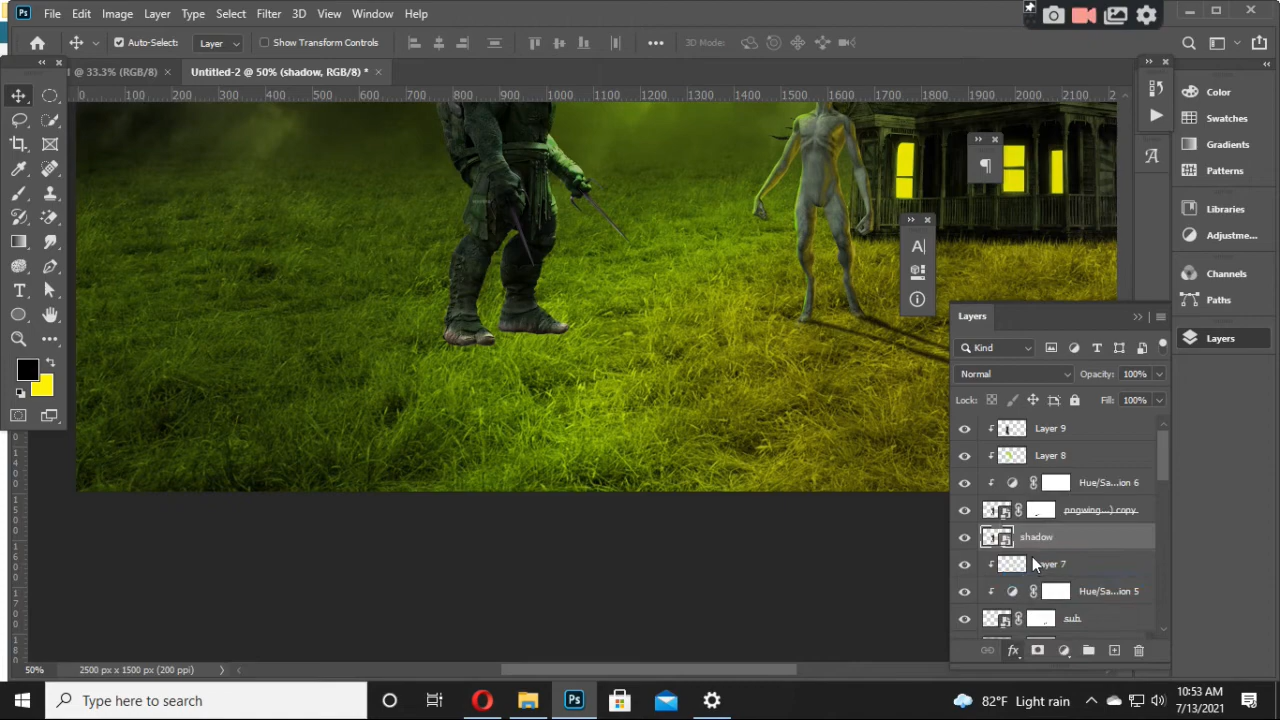 Ps File Edit Image Layer Type Select Filter 3D View Window Help
Auto-Select: Layer Show Transform Controls 3D Mode:
@ 33.3% (RGB/8) × Untitled-2 @ 50% (shadow, RGB/8) * ×
0 100 200 300 400 500 600 700 800 900 1000 1100 1200 1300 1400 1500 1600 1700 1800 1900 2000 2100
Color
Swatches
Gradients
Patterns
Libraries
Adjustme...
Channels
Paths
Layers
Layers
Kind
Normal Opacity: 100%
Lock: Fill: 100%
Layer 9
Layer 8
Hue/Sa...ion 6
pngwing....) copy
shadow
ayer 7
Hue/Sa...ion 5
sub
fx
50% 2500 px x 1500 px (200 ppi)
Type here to search
Ps
82°F Light rain
10:53 AM
7/13/2021